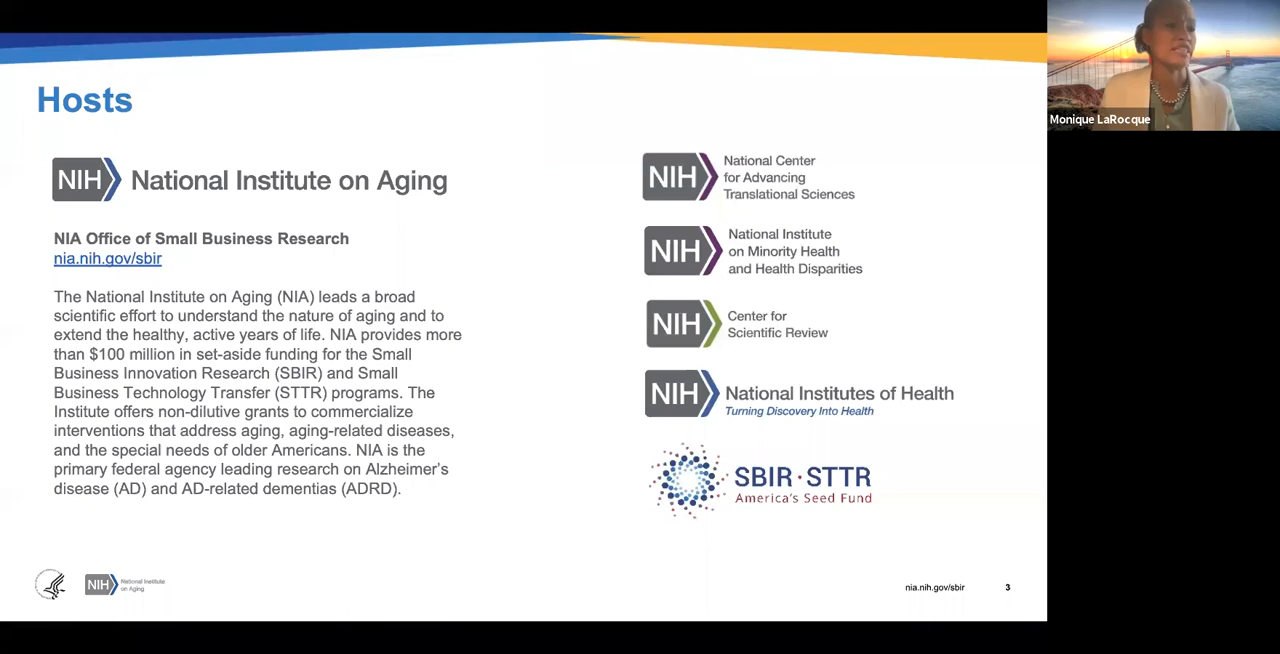 Hosts
NIH National Institute on Aging
NIA Office of Small Business Research
nia.nih.gov/sbir
The National Institute on Aging (NIA) leads a broad
scientific effort to understand the nature of aging and to
extend the healthy, active years of life. NIA provides more
than $100 million in set-aside funding for the Small
Business Innovation Research (SBIR) and Small
Business Technology Transfer (STTR) programs. The
Institute offers non-dilutive grants to commercialize
interventions that address aging, aging-related diseases,
and the special needs of older Americans. NIA is the
primary federal agency leading research on Alzheimer’s
disease (AD) and AD-related dementias (ADRD).
NIH
National Center
for Advancing
Translational Sciences
NIH
National Institute
on Minority Health
and Health Disparities
NIH
Center for
Scientific Review
NIH
National Institutes of Health
Turning Discovery Into Health
SBIR·STTR
America's Seed Fund
Monique LaRocque
NIH
National Institute
on Aging
nia.nih.gov/sbir
3